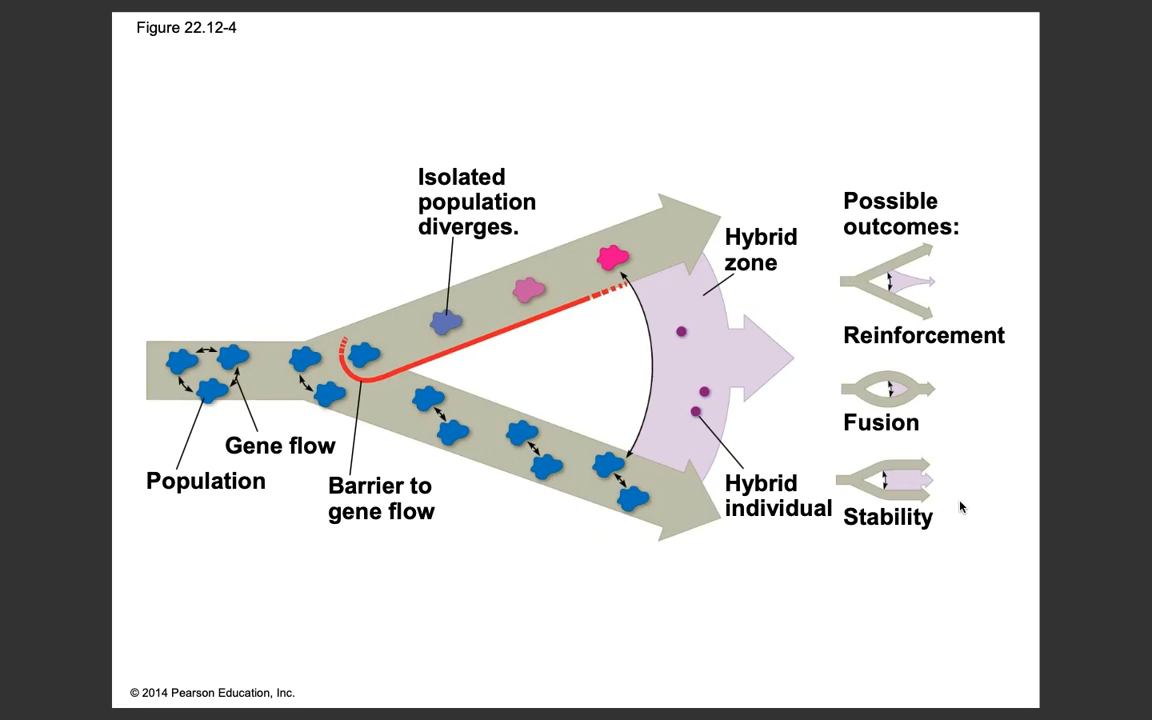 Figure 22.12-4
Isolated
population
diverges.
Hybrid
zone
Possible
outcomes:
Reinforcement
Fusion
Gene flow
Population
Barrier to
gene flow
Hybrid
individual
Stability
© 2014 Pearson Education, Inc.